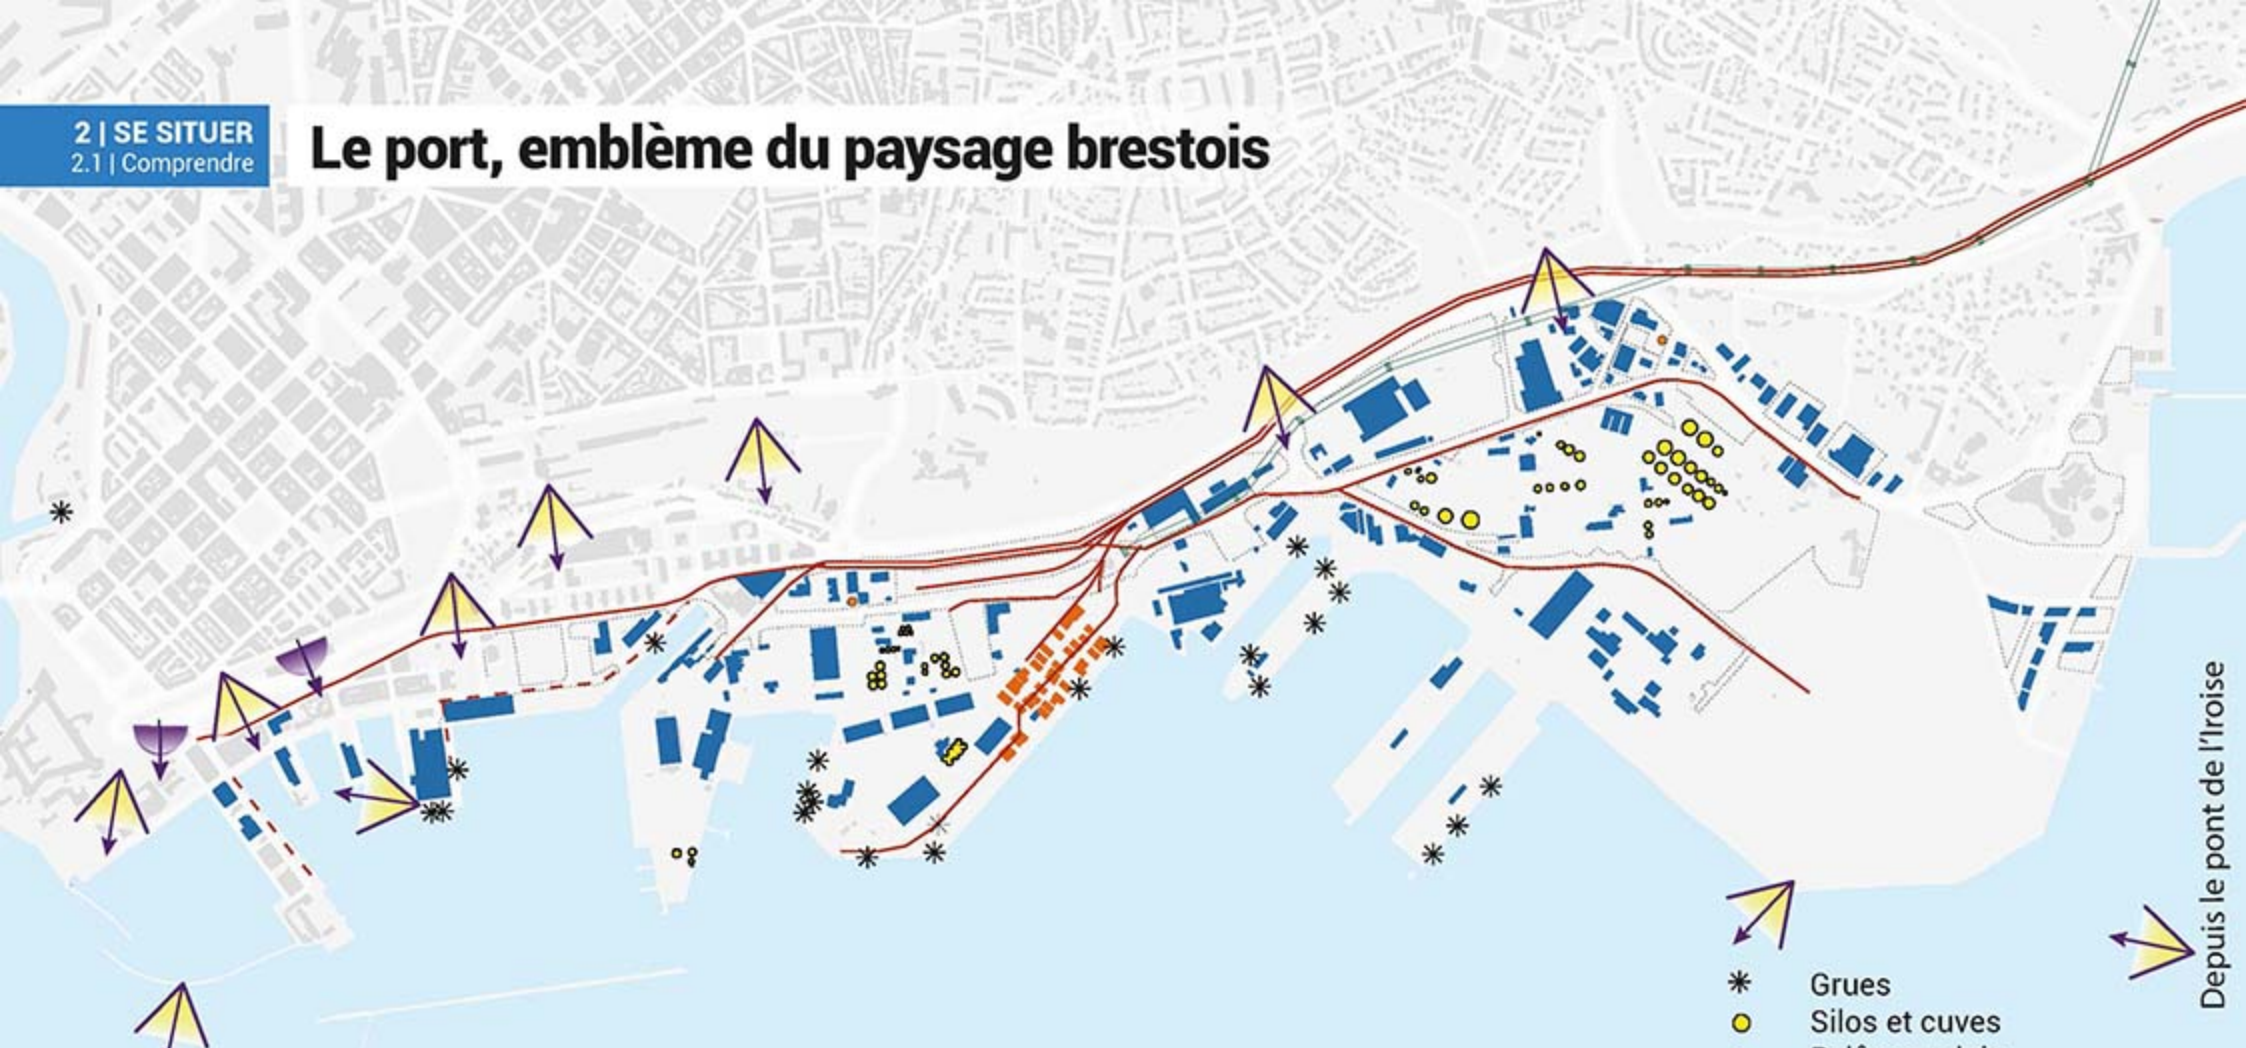 2 | SE SITUER
2.1 | Comprendre
Le port, emblème du paysage brestois
Depuis le pont de l'Iroise
Grues
Silos et cuves